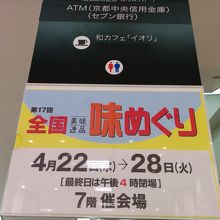 ATM(京都中央信用金庫)
(セブン銀行)
和カフェ「イオリ」
第17回
全国 美味逸品 味めぐり
4月22日(水)→28日(火)
[最終日は午後4時閉場]
7階 催会場